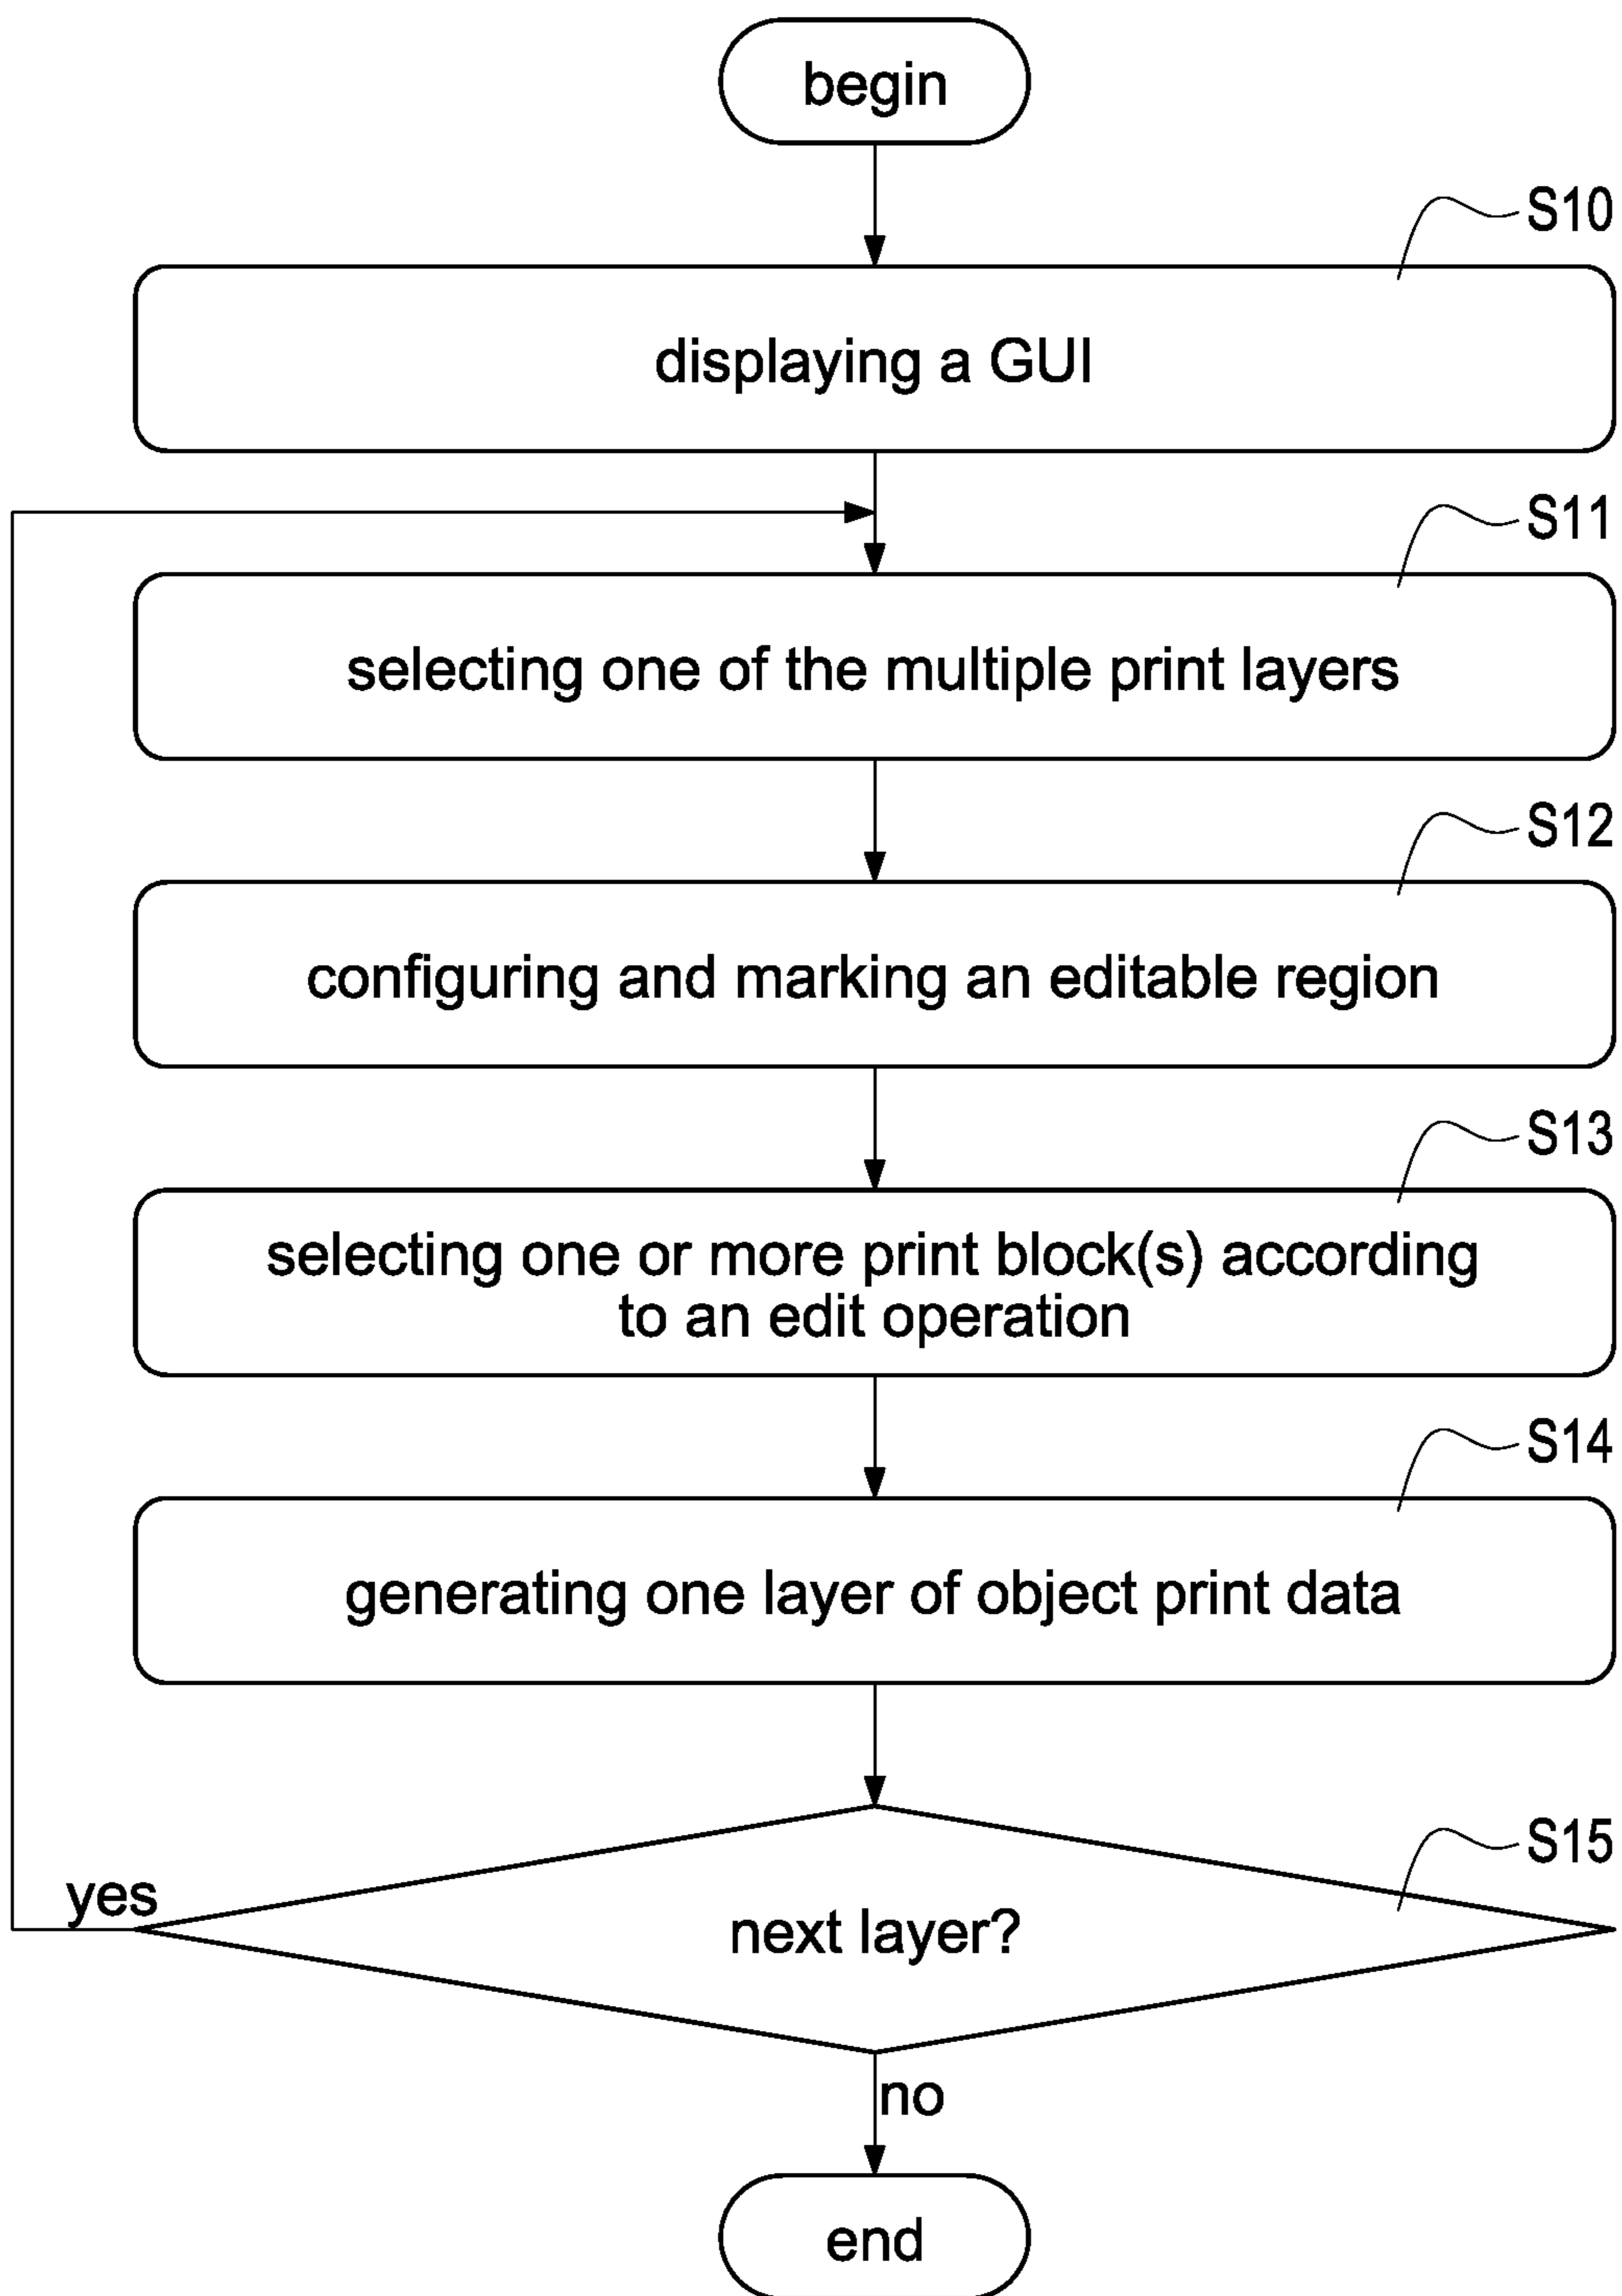 begin
S10
displaying a GUI
S11
selecting one of the multiple print layers
S12
configuring and marking an editable region
S13
selecting one or more print block(s) according
to an edit operation
S14
generating one layer of object print data
S15
yes
next layer?
no
end